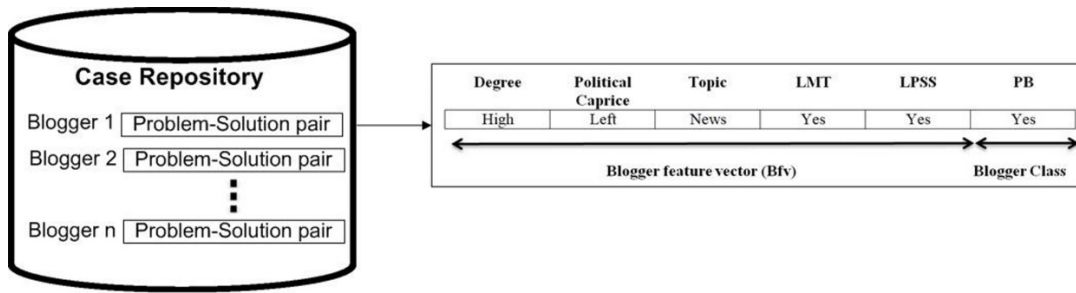 Case Repository
Blogger 1 Problem-Solution pair
Blogger 2 Problem-Solution pair
Blogger n Problem-Solution pair
Degree Political Caprice Topic LMT LPSS PB
High Left News Yes Yes Yes
Blogger feature vector (Bfv) Blogger Class